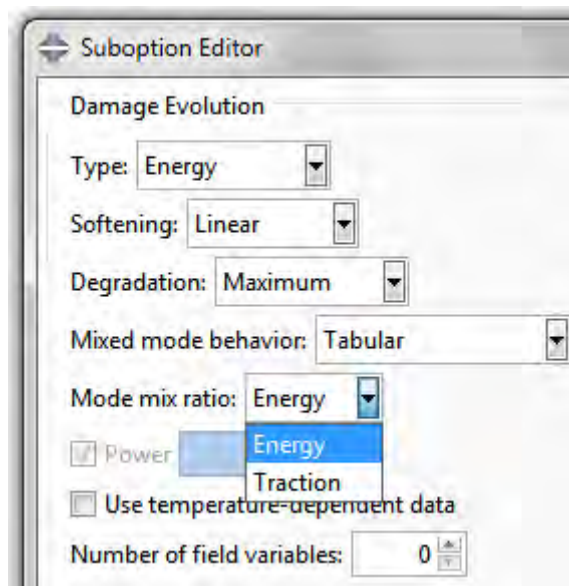 Suboption Editor
Damage Evolution
Type: Energy
Softening: Linear
Degradation: Maximum
Mixed mode behavior: Tabular
Mode mix ratio: Energy
Energy
Power
Traction
Use temperature-dependent data
Number of field variables: 0